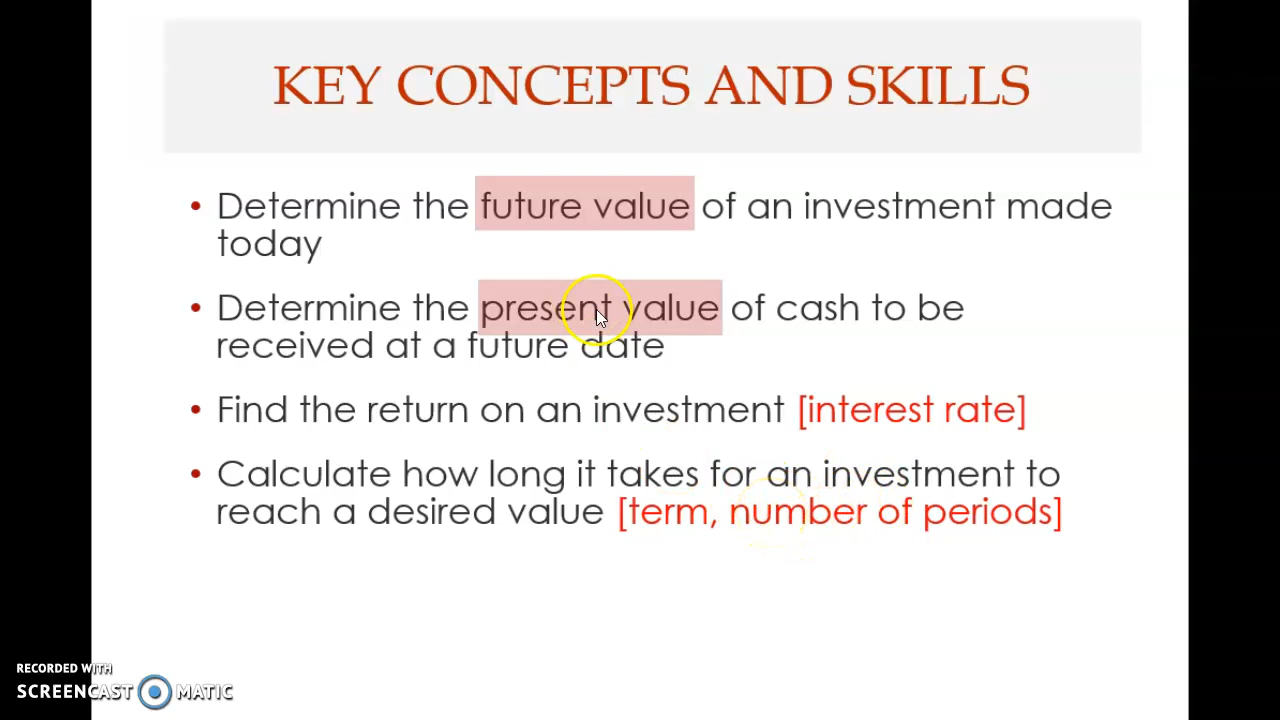 KEY CONCEPTS AND SKILLS
• Determine the future value of an investment made
today
• Determine the present value of cash to be
received at a future date
• Find the return on an investment [interest rate]
• Calculate how long it takes for an investment to
reach a desired value [term, number of periods]
RECORDED WITH
SCREENCAST MATIC